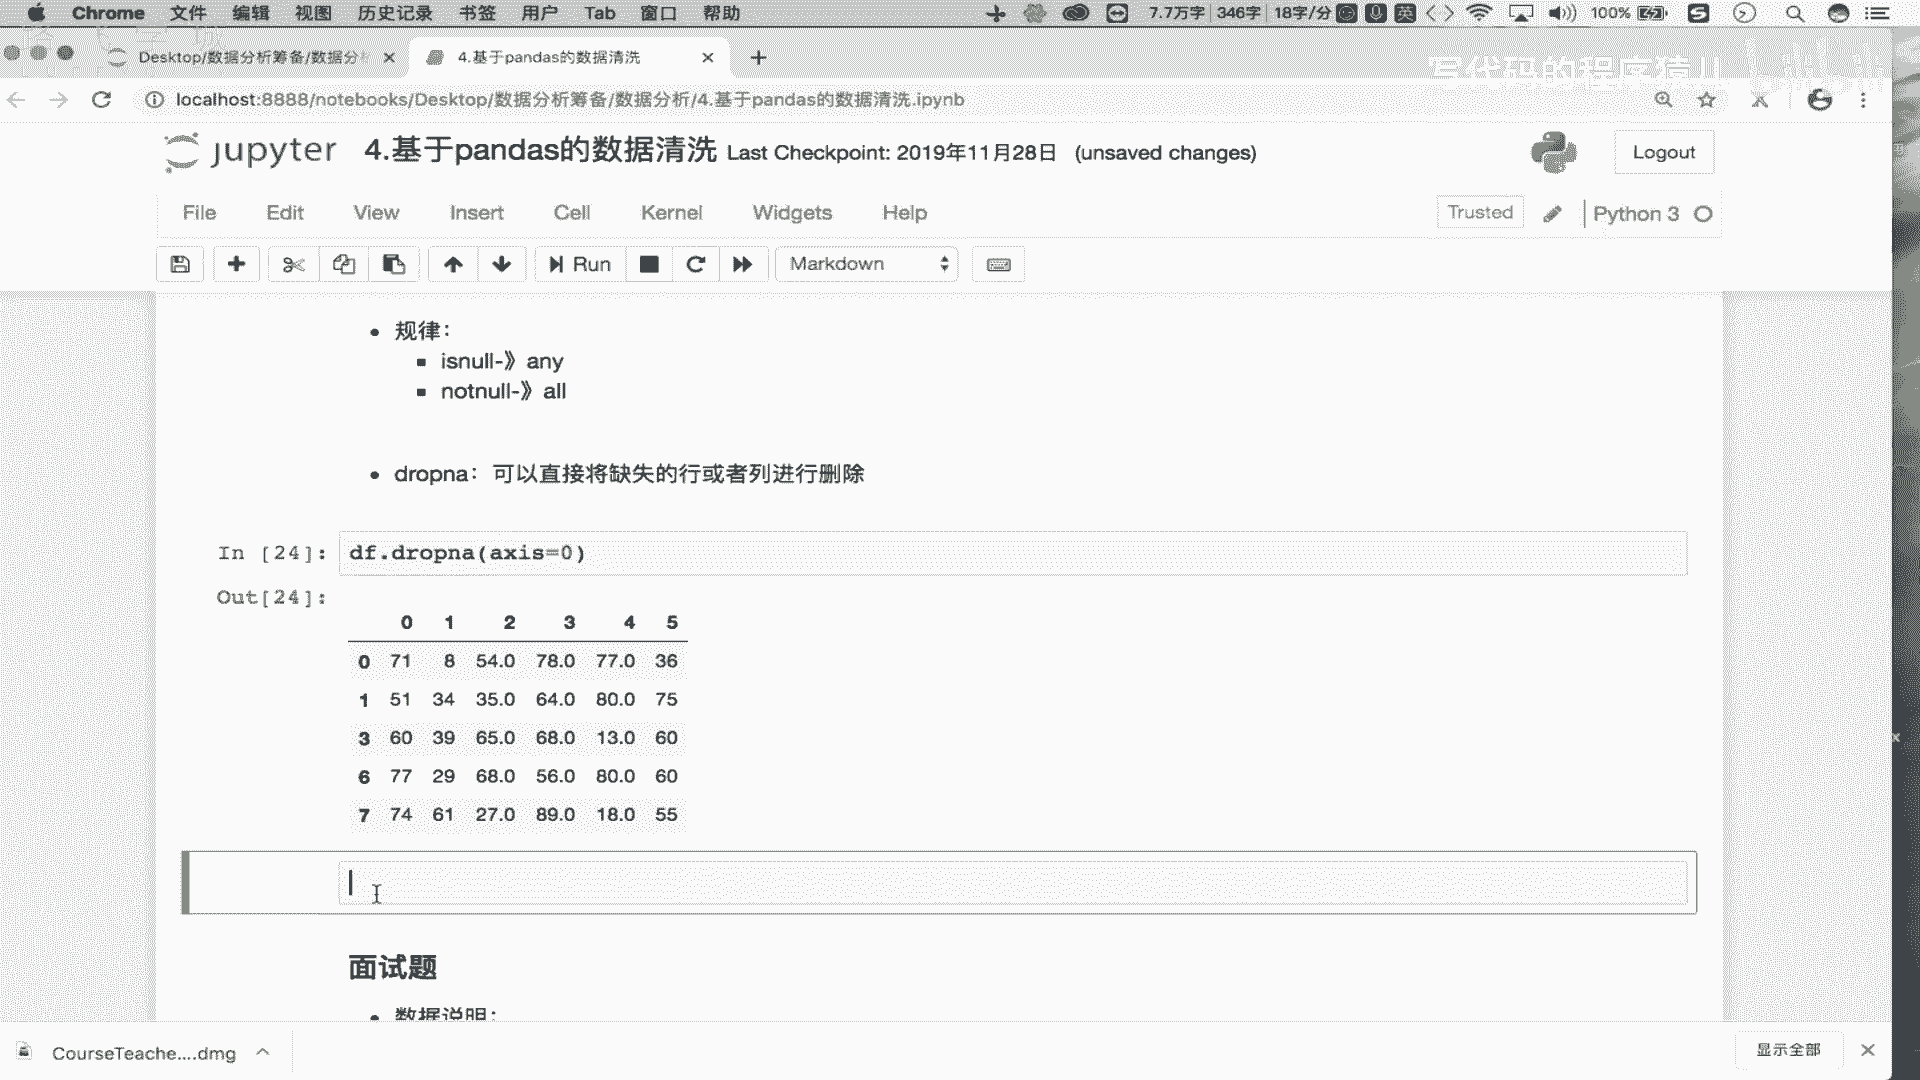 Chrome 文件 编辑 视图 历史记录 书签 用户 Tab 窗口 帮助 7.7万字 346字 18字/分 英 100%
Desktop/数据分析筹备/数据分 4.基于pandas的数据清洗
写代码的程序猿儿 bilibili
localhost:8888/notebooks/Desktop/数据分析筹备/数据分析/4.基于pandas的数据清洗.ipynb
jupyter 4.基于pandas的数据清洗 Last Checkpoint: 2019年11月28日 (unsaved changes) Logout
File Edit View Insert Cell Kernel Widgets Help Trusted Python 3
Run Markdown
规律：
isnull-》any
notnull-》all
dropna：可以直接将缺失的行或者列进行删除
In [24]: df.dropna(axis=0)
Out[24]:
0 1 2 3 4 5
0 71 8 54.0 78.0 77.0 36
1 51 34 35.0 64.0 80.0 75
3 60 39 65.0 68.0 13.0 60
6 77 29 68.0 56.0 80.0 60
7 74 61 27.0 89.0 18.0 55
面试题
数据说明：
CourseTeache....dmg 显示全部